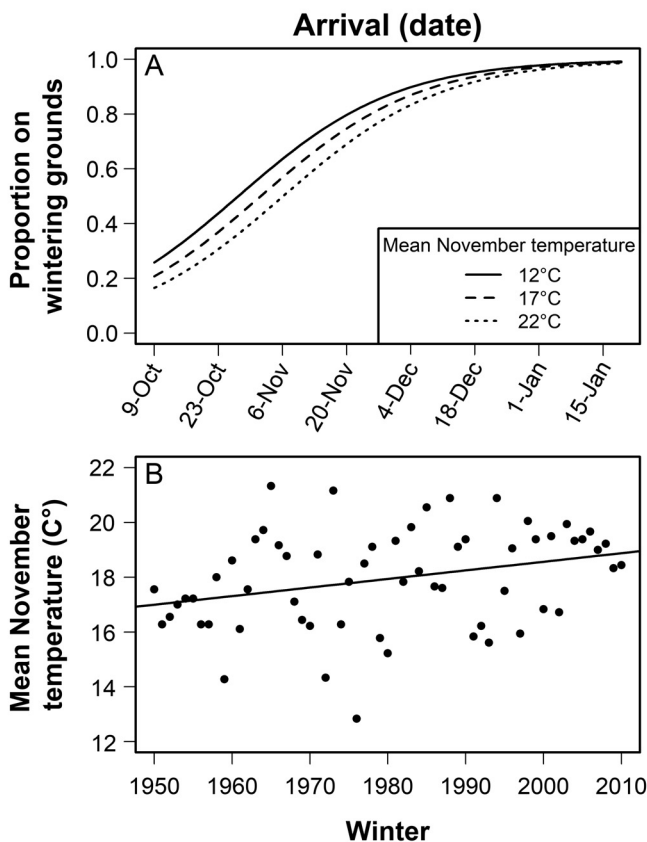 Arrival (date)
A
Proportion on
wintering grounds
1.0
0.8
0.6
0.4
0.2
0.0
Mean November temperature
12°C
17°C
22°C
9-Oct
23-Oct
6-Nov
20-Nov
4-Dec
18-Dec
1-Jan
15-Jan
B
Mean November
temperature (C°)
22
20
18
16
14
12
1950 1960 1970 1980 1990 2000 2010
Winter